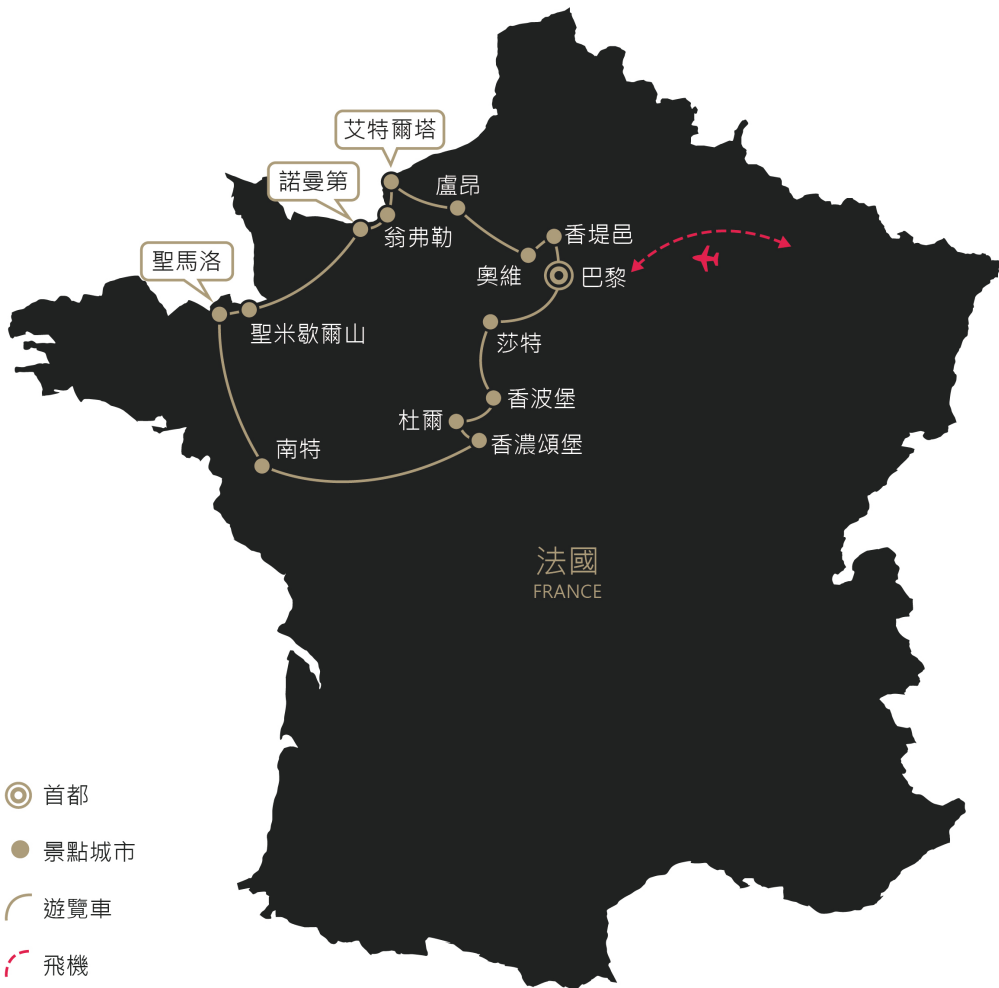 艾特爾塔
諾曼第
盧昂
翁弗勒
香堤邑
聖馬洛
奧維
巴黎
聖米歇爾山
莎特
香波堡
杜爾
香濃頌堡
南特
法國
FRANCE
首都
景點城市
遊覽車
飛機